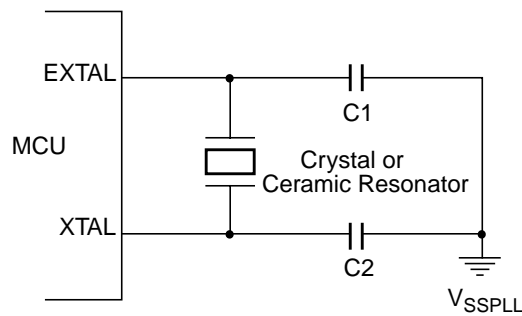 EXTAL
C1
MCU
Crystal or
Ceramic Resonator
XTAL
C2
VSSPLL